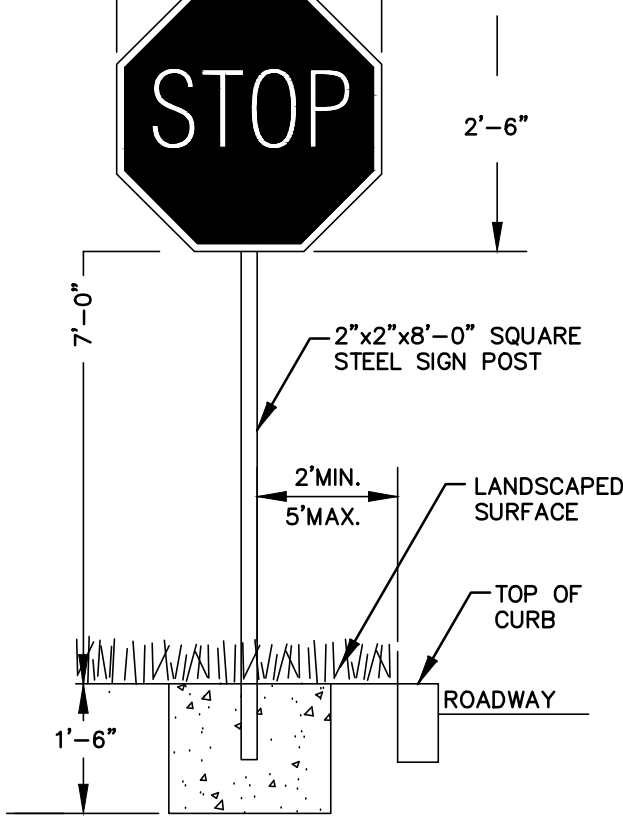 STOP
2'-6"
7'-0"
2"x2"x8'-0" SQUARE
STEEL SIGN POST
2'MIN.
5'MAX.
LANDSCAPED
SURFACE
TOP OF
CURB
ROADWAY
1'-6"